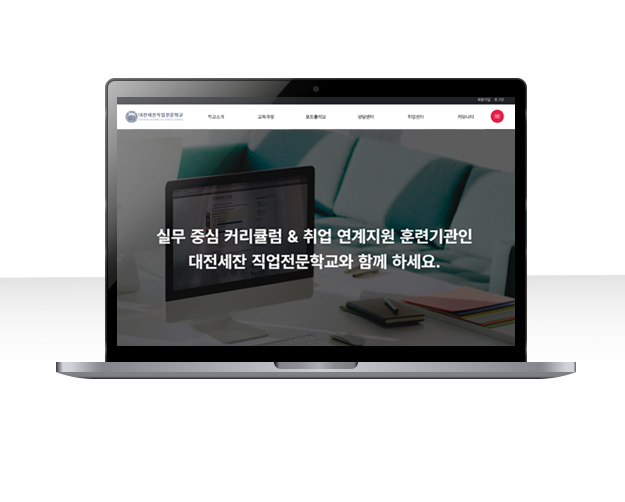 회원가입 로그인
대전세잔직업전문학교
학교소개 교육과정 포트폴리오 상담센터 취업센터 커뮤니티
실무 중심 커리큘럼 & 취업 연계지원 훈련기관인
대전세잔 직업전문학교와 함께 하세요.